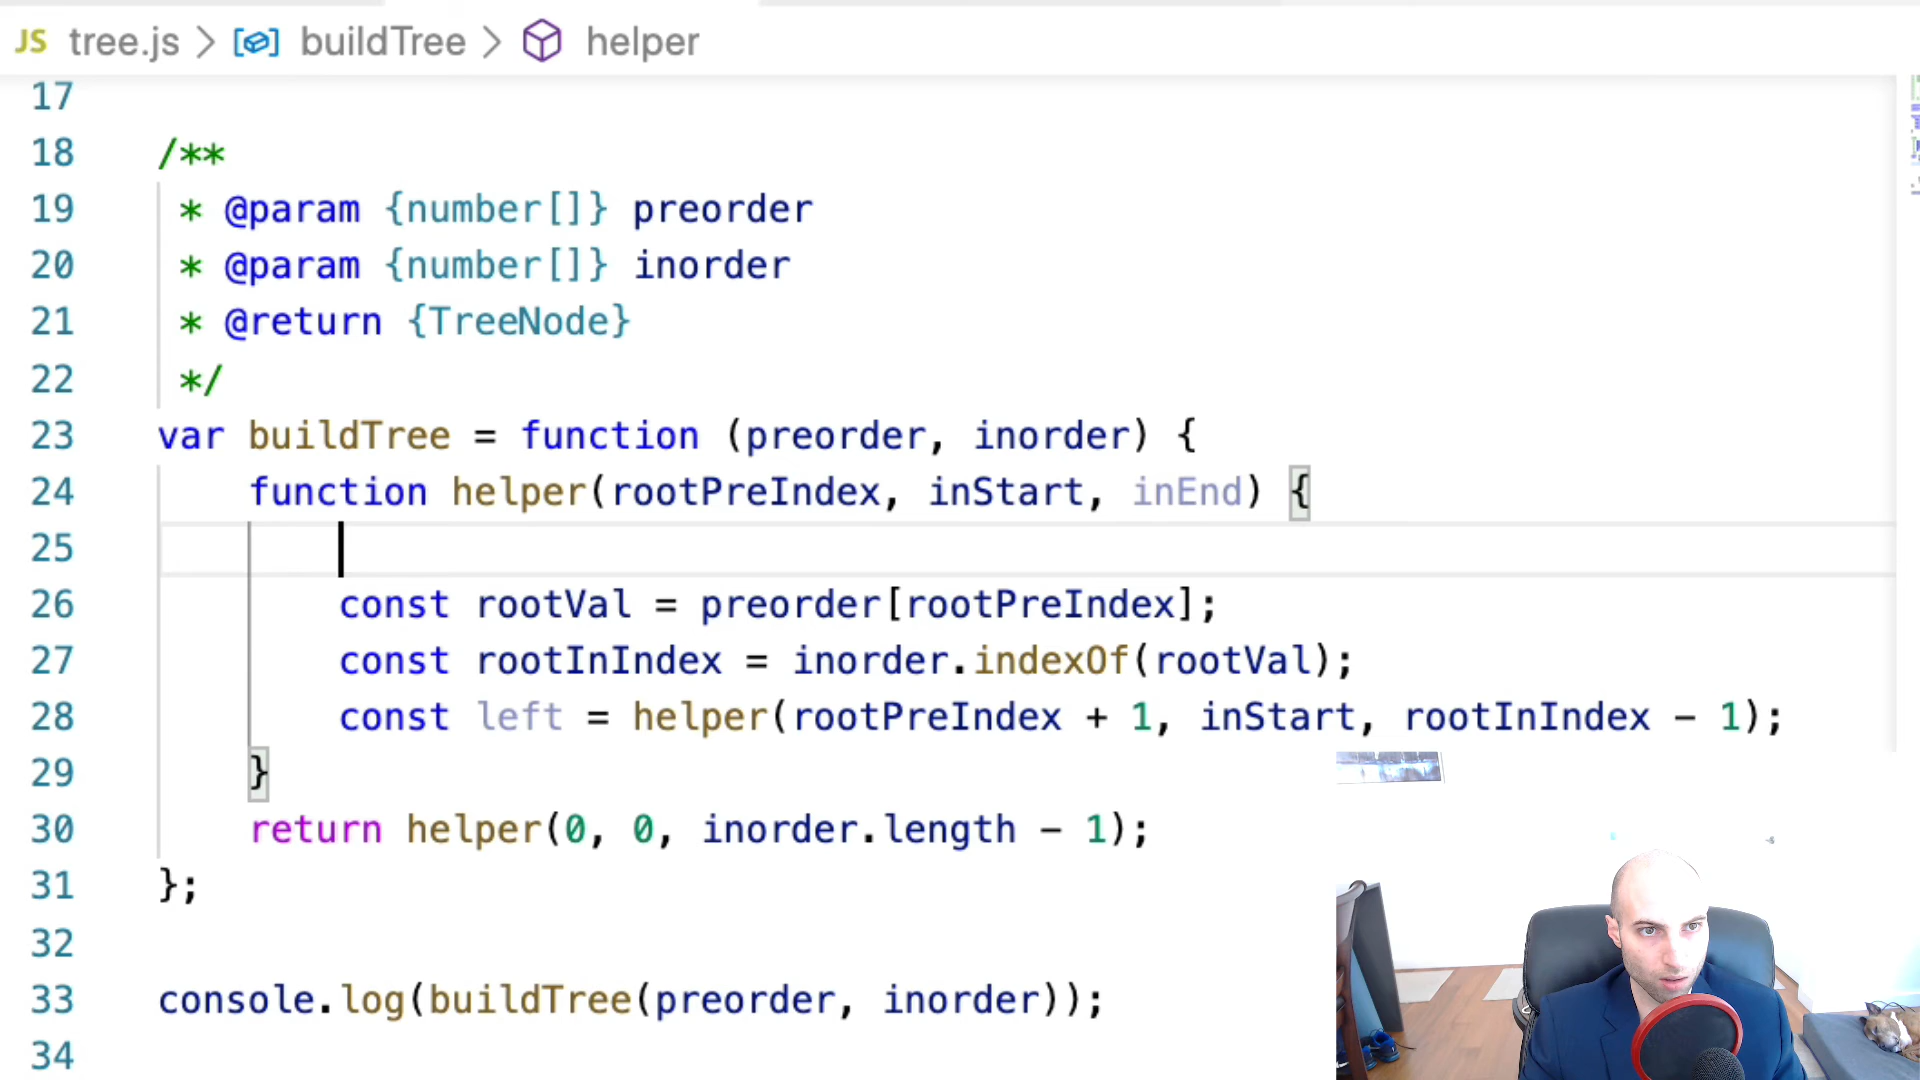 JS tree.js > buildTree > helper
17
18 /**
19 * @param {number[]} preorder
20 * @param {number[]} inorder
21 * @return {TreeNode}
22 */
23 var buildTree = function (preorder, inorder) {
24 function helper(rootPreIndex, inStart, inEnd) {
25
26 const rootVal = preorder[rootPreIndex];
27 const rootInIndex = inorder.indexOf(rootVal);
28 const left = helper(rootPreIndex + 1, inStart, rootInIndex - 1);
29 }
30 return helper(0, 0, inorder.length - 1);
31 };
32
33 console.log(buildTree(preorder, inorder));
34